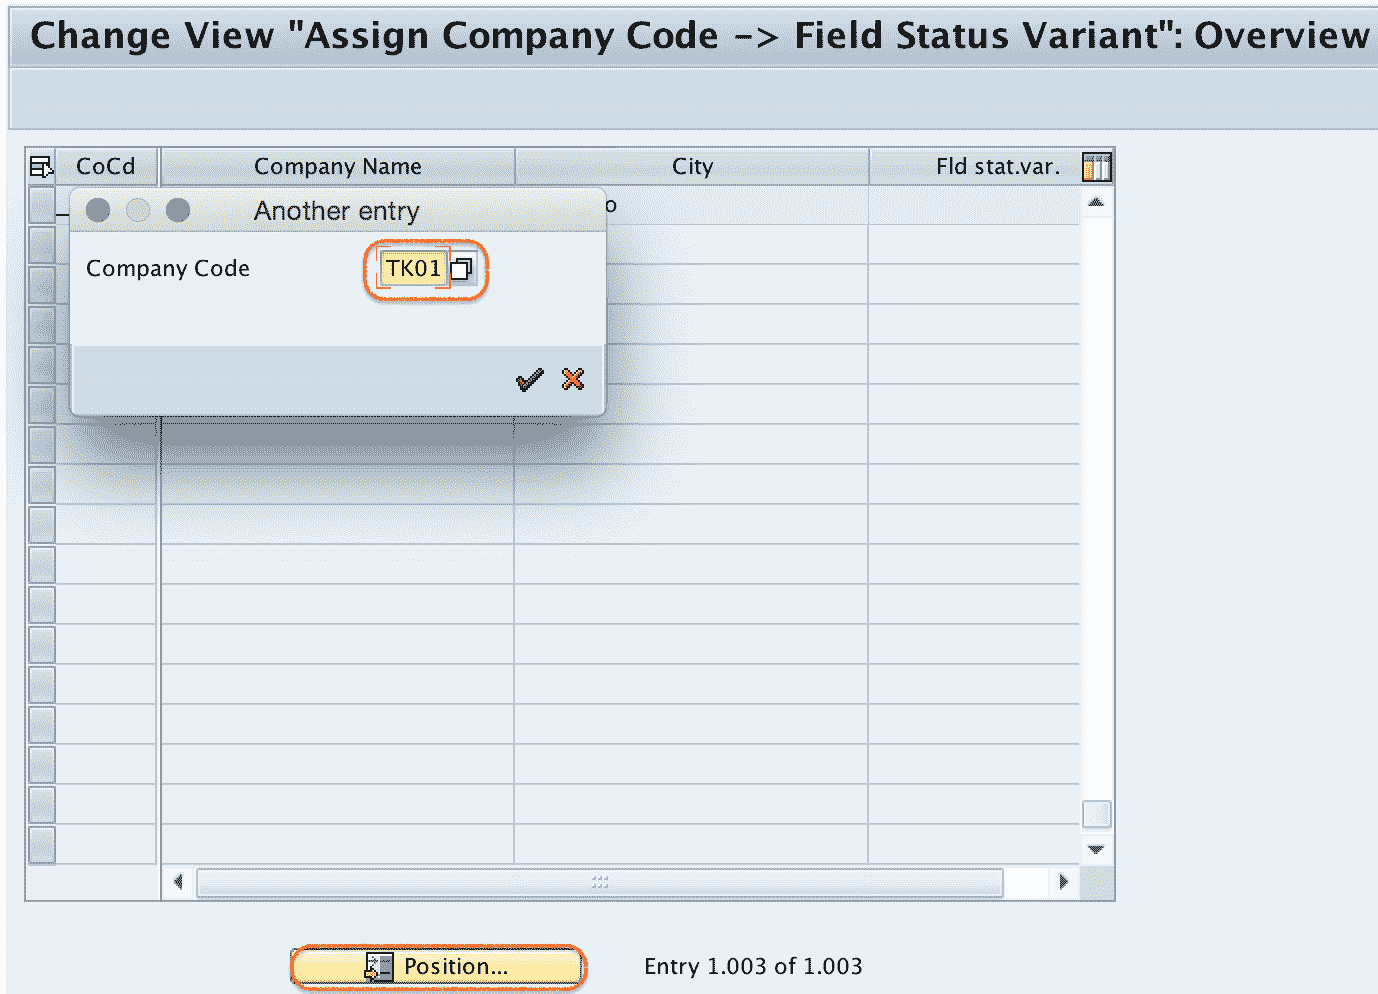 Change View "Assign Company Code -> Field Status Variant": Overview
CoCd Company Name City Fld stat.var.
Another entry
o
Company Code TK01
Position... Entry 1.003 of 1.003